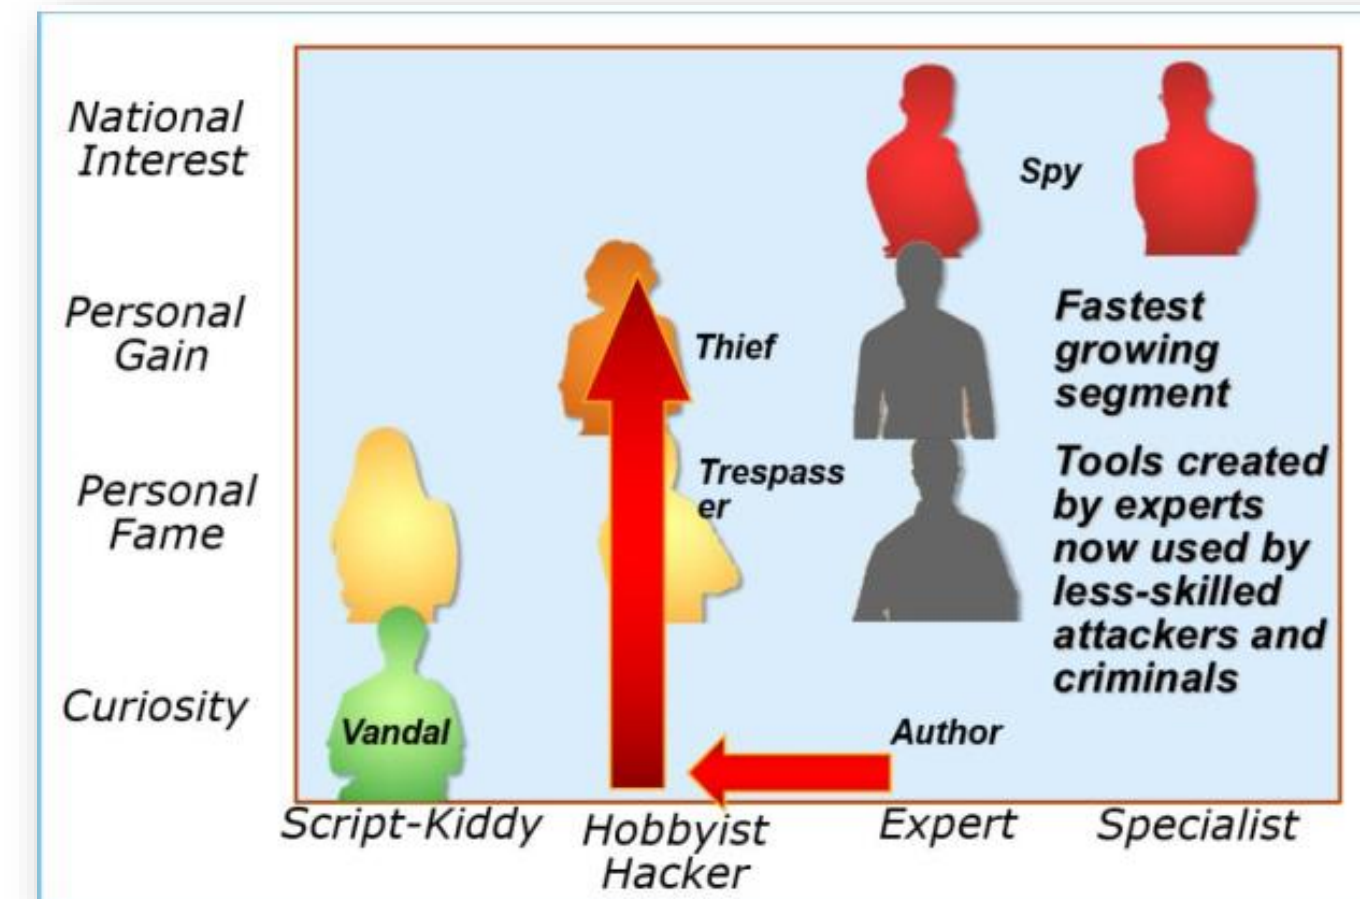 National
Interest
Spy
Personal
Gain
Thief
Fastest
growing
segment
Personal
Fame
Trespass
er
Tools created
by experts
now used by
less-skilled
attackers and
criminals
Curiosity
Vandal
Author
Script-Kiddy
Hobbyist
Hacker
Expert
Specialist